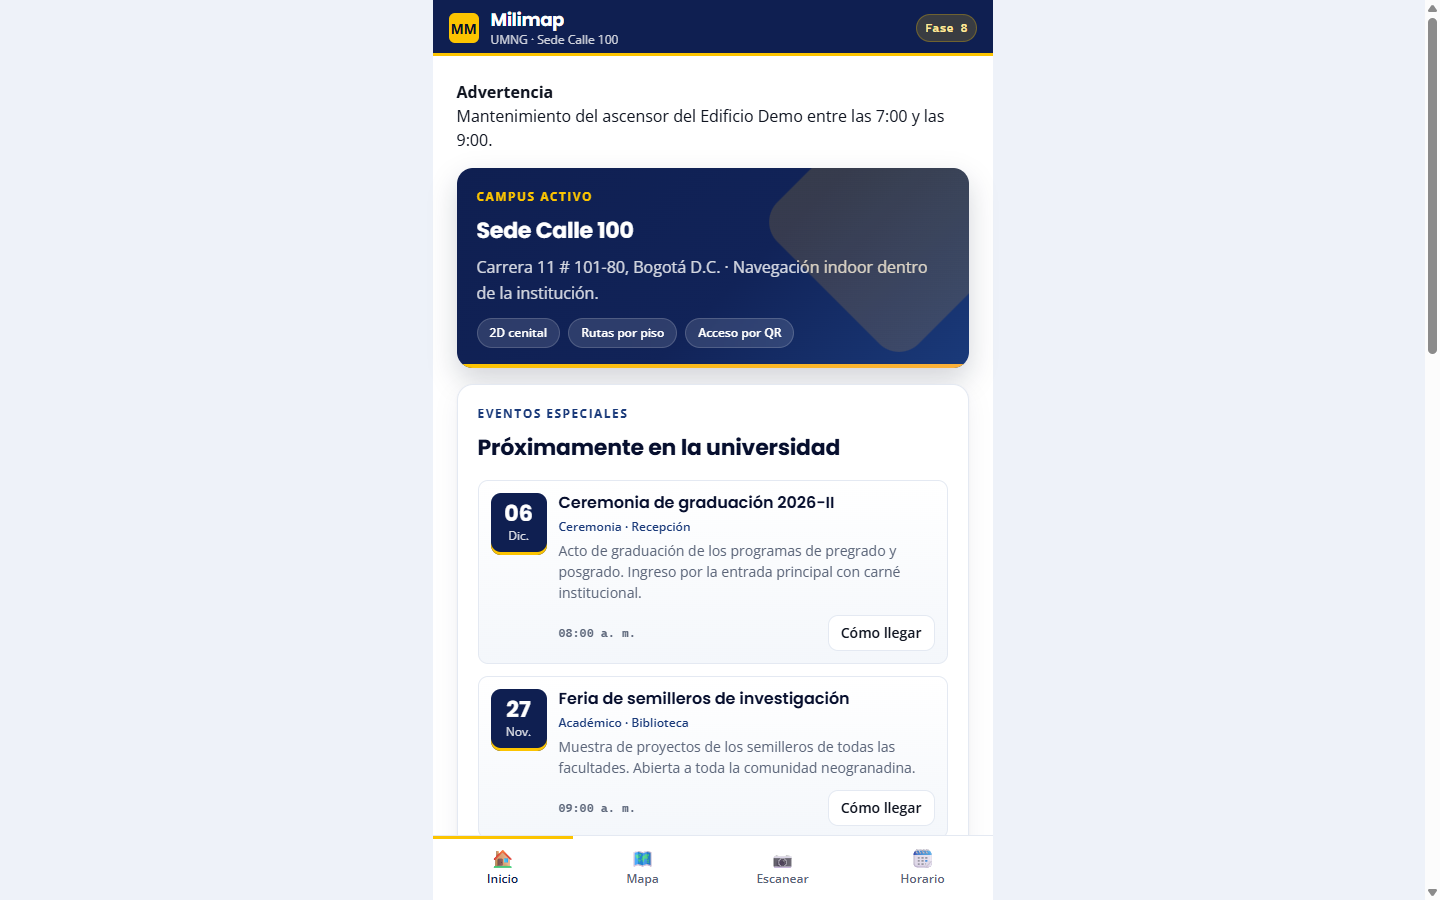 MM
Milimap
UMNG · Sede Calle 100
Fase 8
Advertencia
Mantenimiento del ascensor del Edificio Demo entre las 7:00 y las
9:00.
CAMPUS ACTIVO
Sede Calle 100
Carrera 11 # 101-80, Bogotá D.C. · Navegación indoor dentro
de la institución.
2D cenital
Rutas por piso
Acceso por QR
EVENTOS ESPECIALES
Próximamente en la universidad
06
Dic.
Ceremonia de graduación 2026-II
Ceremonia · Recepción
Acto de graduación de los programas de pregrado y
posgrado. Ingreso por la entrada principal con carné
institucional.
08:00 a. m.
Cómo llegar
27
Nov.
Feria de semilleros de investigación
Académico · Biblioteca
Muestra de proyectos de los semilleros de todas las
facultades. Abierta a toda la comunidad neogranadina.
09:00 a. m.
Cómo llegar
Inicio
Mapa
Escanear
Horario